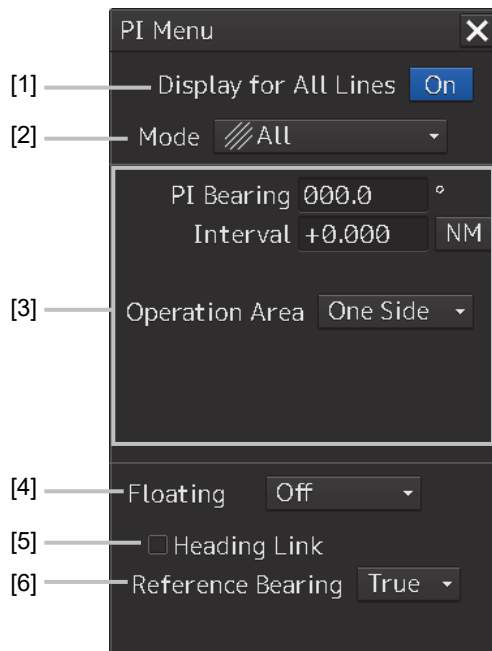 PI Menu
[1] Display for All Lines On
[2] Mode All
PI Bearing 000.0 °
Interval +0.000 NM
[3] Operation Area One Side
[4] Floating Off
[5] Heading Link
[6] Reference Bearing True